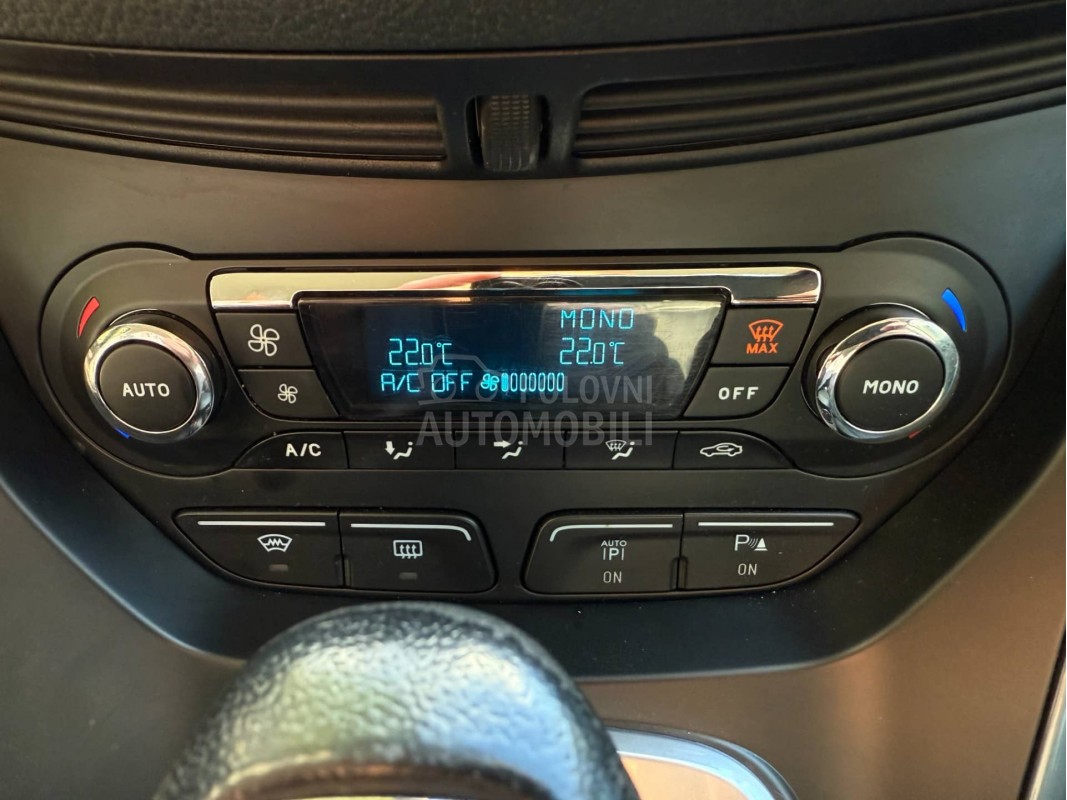 MONO
22.0°C 22.0°C
A/C OFF
MAX
AUTO
OFF
MONO
POLOVNI
AUTOMOBILI
A/C
AUTO
P
P
ON
ON